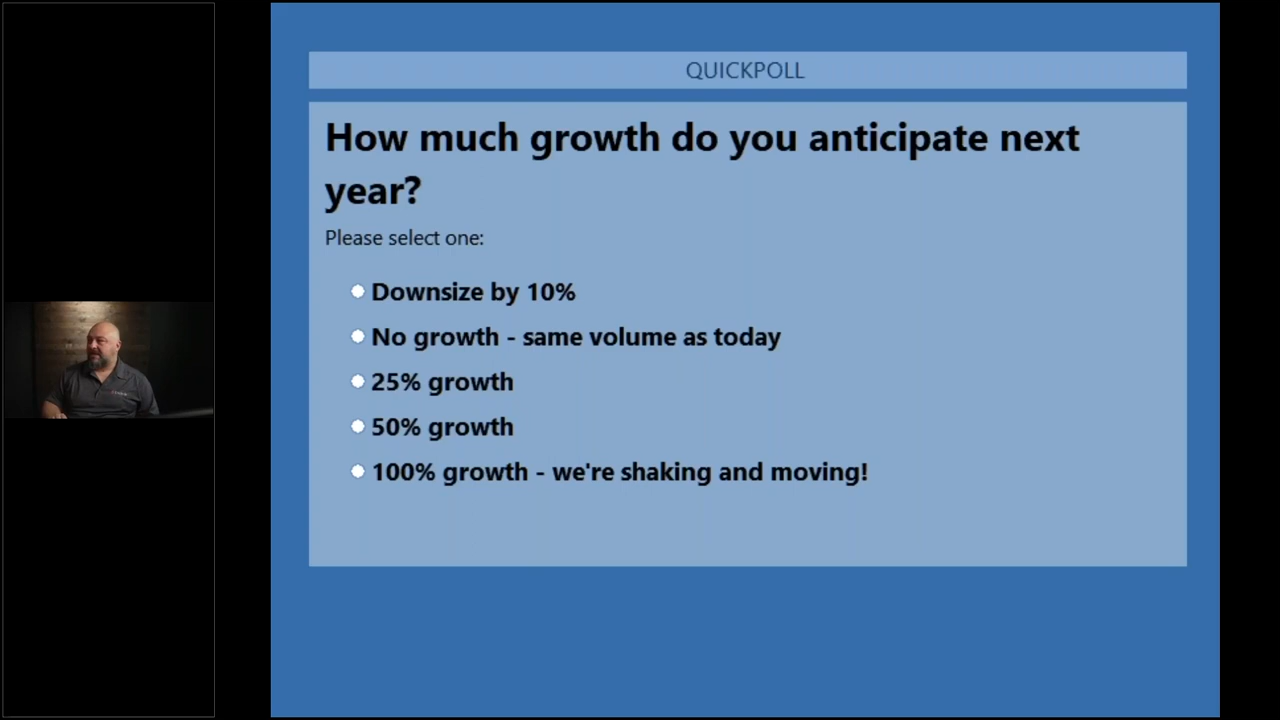 QUICKPOLL
How much growth do you anticipate next
year?
Please select one:
Downsize by 10%
No growth - same volume as today
25% growth
50% growth
100% growth - we're shaking and moving!